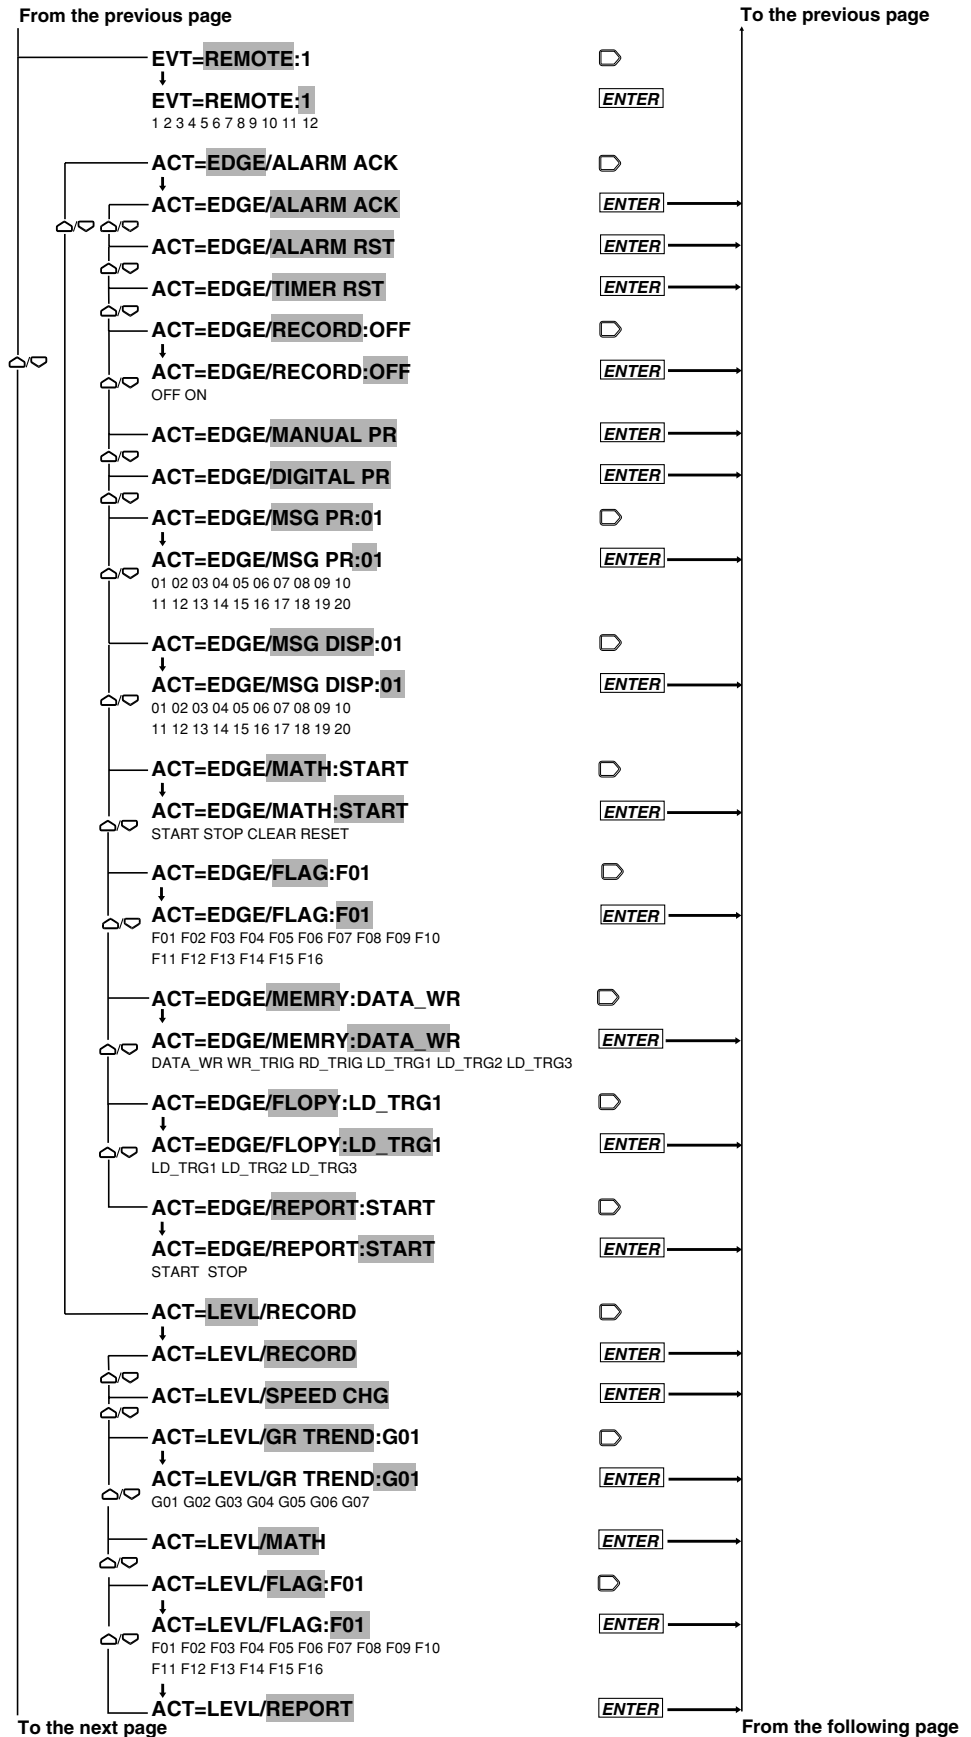 From the previous page
To the previous page
EVT=REMOTE:1
EVT=REMOTE:1 ENTER
1 2 3 4 5 6 7 8 9 10 11 12
ACT=EDGE/ALARM ACK
ACT=EDGE/ALARM ACK ENTER
ACT=EDGE/ALARM RST ENTER
ACT=EDGE/TIMER RST ENTER
ACT=EDGE/RECORD:OFF
ACT=EDGE/RECORD:OFF ENTER
OFF ON
ACT=EDGE/MANUAL PR ENTER
ACT=EDGE/DIGITAL PR ENTER
ACT=EDGE/MSG PR:01
ACT=EDGE/MSG PR:01 ENTER
01 02 03 04 05 06 07 08 09 10
11 12 13 14 15 16 17 18 19 20
ACT=EDGE/MSG DISP:01
ACT=EDGE/MSG DISP:01 ENTER
01 02 03 04 05 06 07 08 09 10
11 12 13 14 15 16 17 18 19 20
ACT=EDGE/MATH:START
ACT=EDGE/MATH:START ENTER
START STOP CLEAR RESET
ACT=EDGE/FLAG:F01
ACT=EDGE/FLAG:F01 ENTER
F01 F02 F03 F04 F05 F06 F07 F08 F09 F10
F11 F12 F13 F14 F15 F16
ACT=EDGE/MEMRY:DATA_WR
ACT=EDGE/MEMRY:DATA_WR ENTER
DATA_WR WR_TRIG RD_TRIG LD_TRG1 LD_TRG2 LD_TRG3
ACT=EDGE/FLOPY:LD_TRG1
ACT=EDGE/FLOPY:LD_TRG1 ENTER
LD_TRG1 LD_TRG2 LD_TRG3
ACT=EDGE/REPORT:START
ACT=EDGE/REPORT:START ENTER
START STOP
ACT=LEVL/RECORD
ACT=LEVL/RECORD ENTER
ACT=LEVL/SPEED CHG ENTER
ACT=LEVL/GR TREND:G01
ACT=LEVL/GR TREND:G01 ENTER
G01 G02 G03 G04 G05 G06 G07
ACT=LEVL/MATH ENTER
ACT=LEVL/FLAG:F01
ACT=LEVL/FLAG:F01 ENTER
F01 F02 F03 F04 F05 F06 F07 F08 F09 F10
F11 F12 F13 F14 F15 F16
ACT=LEVL/REPORT ENTER
To the next page
From the following page